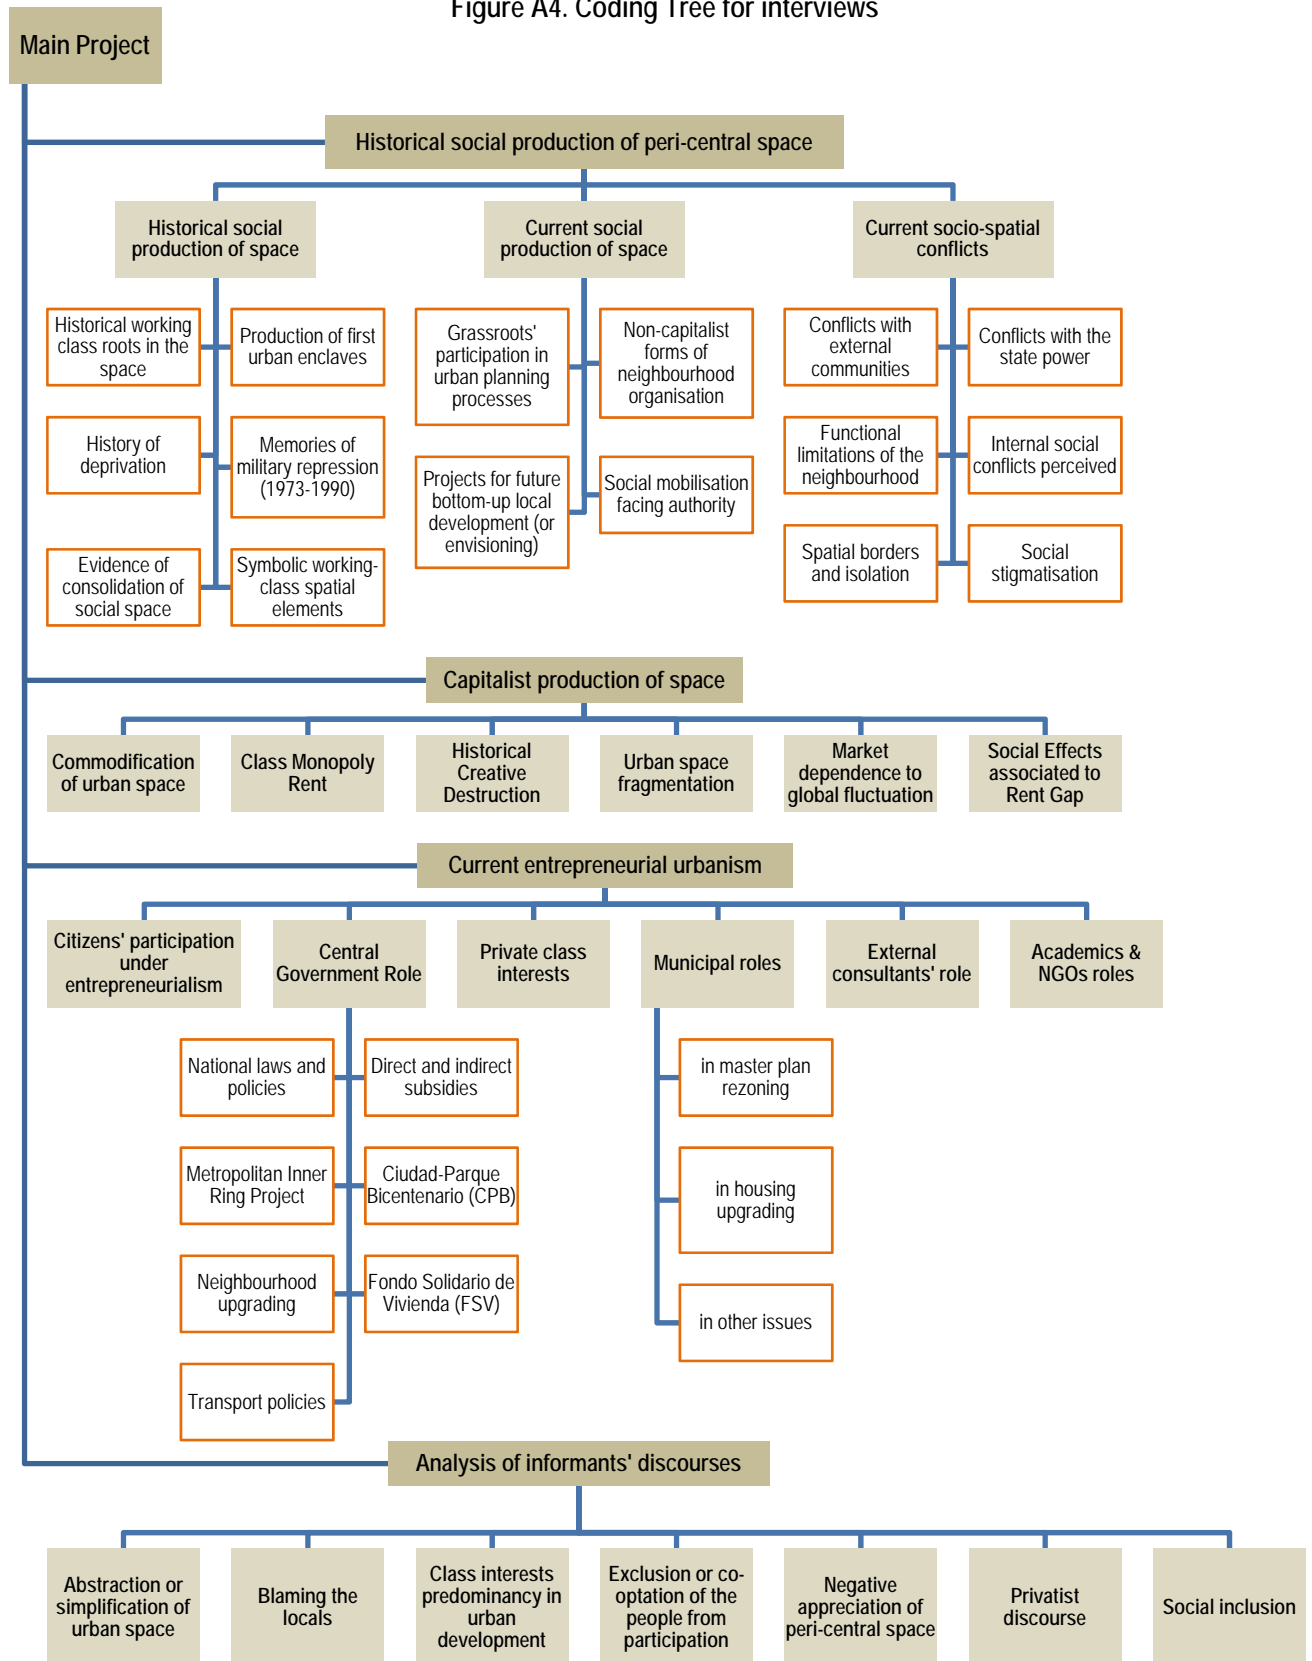 Figure A4. Coding Tree for interviews
Main Project
Historical social production of peri-central space
Historical social
production of space
Current social
production of space
Current socio-spatial
conflicts
Historical working
class roots in the
space
Production of first
urban enclaves
History of
deprivation
Memories of
military repression
(1973-1990)
Evidence of
consolidation of
social space
Symbolic working-
class spatial
elements
Grassroots'
participation in
urban planning
processes
Non-capitalist
forms of
neighbourhood
organisation
Projects for future
bottom-up local
development (or
envisioning)
Social mobilisation
facing authority
Conflicts with
external
communities
Conflicts with the
state power
Functional
limitations of the
neighbourhood
Internal social
conflicts perceived
Spatial borders
and isolation
Social
stigmatisation
Capitalist production of space
Commodification
of urban space
Class Monopoly
Rent
Historical
Creative
Destruction
Urban space
fragmentation
Market
dependence to
global fluctuation
Social Effects
associated to
Rent Gap
Current entrepreneurial urbanism
Citizens' participation
under
entrepreneurialism
Central
Government Role
Private class
interests
Municipal roles
External
consultants' role
Academics &
NGOs roles
National laws and
policies
Direct and indirect
subsidies
Metropolitan Inner
Ring Project
Ciudad-Parque
Bicentenario (CPB)
Neighbourhood
upgrading
Fondo Solidario de
Vivienda (FSV)
Transport policies
in master plan
rezoning
in housing
upgrading
in other issues
Analysis of informants' discourses
Abstraction or
simplification of
urban space
Blaming the
locals
Class interests
predominancy in
urban
development
Exclusion or co-
optation of the
people from
participation
Negative
appreciation of
peri-central space
Privatist
discourse
Social inclusion